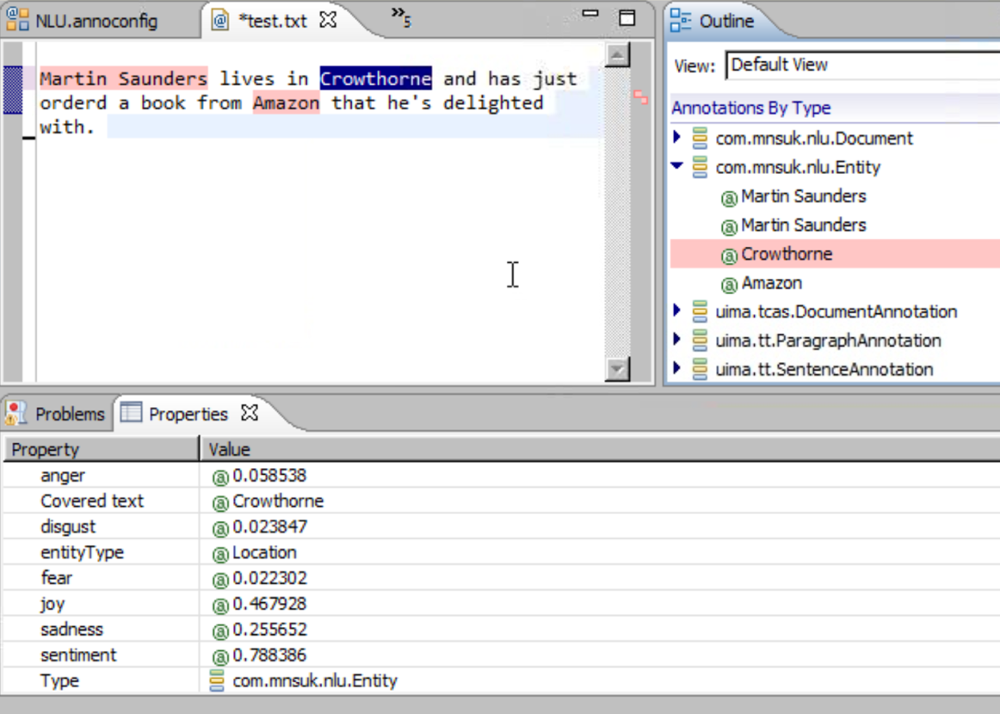 NLU.annoconfig
*test.txt
»5
Martin Saunders lives in Crowthorne and has just
orderd a book from Amazon that he's delighted
with.
Outline
View: Default View
Annotations By Type
com.mnsuk.nlu.Document
com.mnsuk.nlu.Entity
@ Martin Saunders
@ Martin Saunders
@ Crowthorne
@ Amazon
uima.tcas.DocumentAnnotation
uima.tt.ParagraphAnnotation
uima.tt.SentenceAnnotation
Problems
Properties
Property Value
anger @ 0.058538
Covered text @ Crowthorne
disgust @ 0.023847
entityType @ Location
fear @ 0.022302
joy @ 0.467928
sadness @ 0.255652
sentiment @ 0.788386
Type com.mnsuk.nlu.Entity